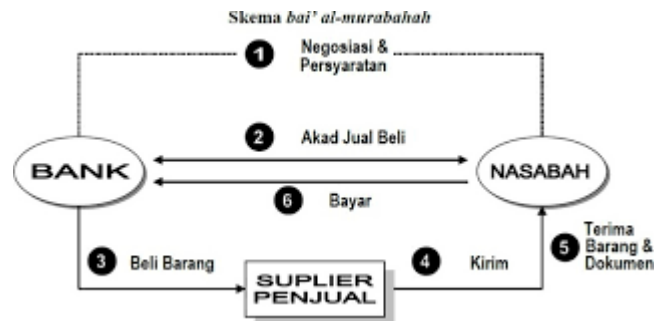 Skema bai' al-murabahah
1 Negosiasi &
Persyaratan
2 Akad Jual Beli
BANK
NASABAH
6 Bayar
3 Beli Barang
SUPLIER
PENJUAL
4 Kirim
5 Terima
Barang &
Dokumen